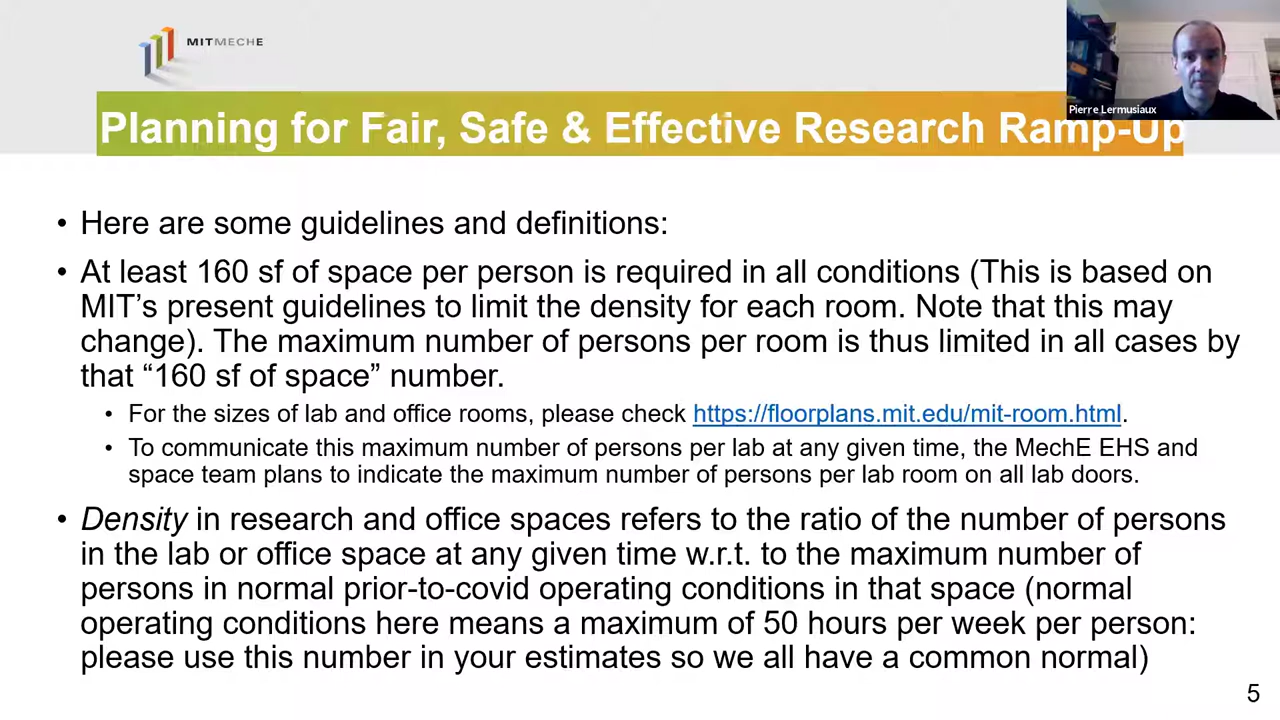 MITMECHE
Pierre Lermusiaux
Planning for Fair, Safe & Effective Research Ramp-Up
• Here are some guidelines and definitions:
• At least 160 sf of space per person is required in all conditions (This is based on
MIT’s present guidelines to limit the density for each room. Note that this may
change). The maximum number of persons per room is thus limited in all cases by
that “160 sf of space” number.
• For the sizes of lab and office rooms, please check https://floorplans.mit.edu/mit-room.html.
• To communicate this maximum number of persons per lab at any given time, the MechE EHS and
space team plans to indicate the maximum number of persons per lab room on all lab doors.
• Density in research and office spaces refers to the ratio of the number of persons
in the lab or office space at any given time w.r.t. to the maximum number of
persons in normal prior-to-covid operating conditions in that space (normal
operating conditions here means a maximum of 50 hours per week per person:
please use this number in your estimates so we all have a common normal)
5